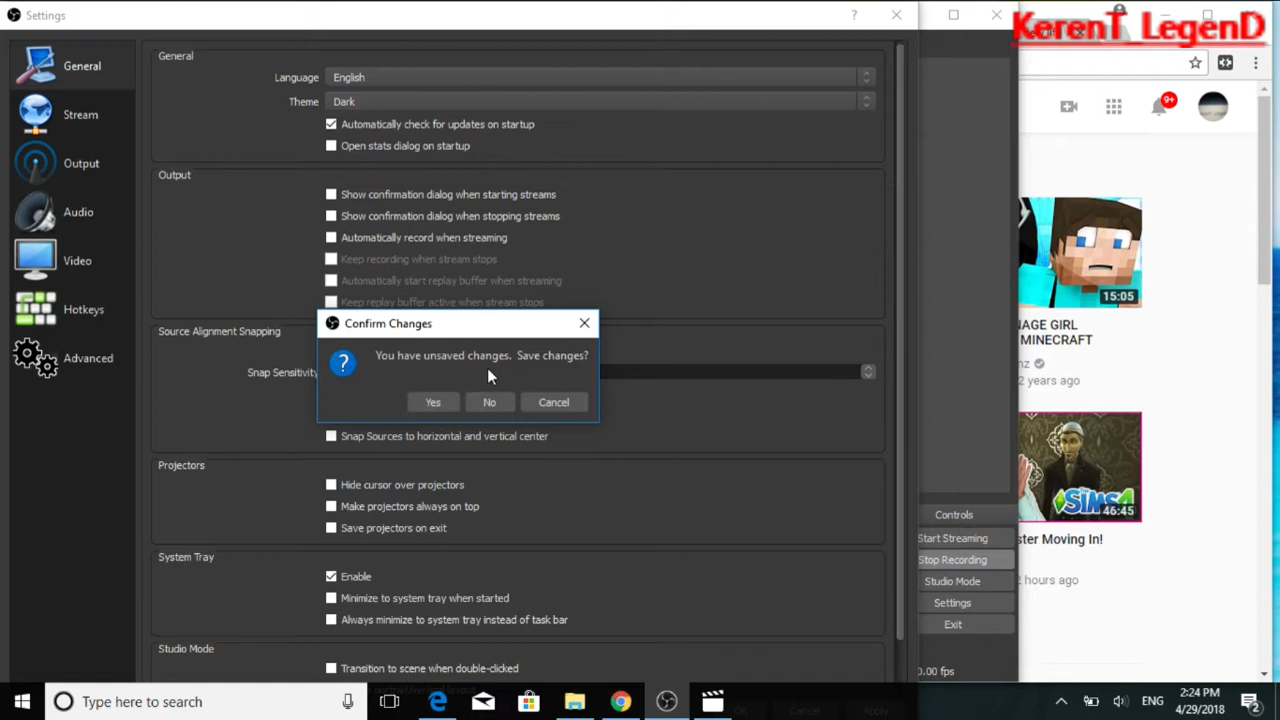 Settings
?
KerenT_LegenD
General
General
Language
English
Theme
Dark
Automatically check for updates on startup
Open stats dialog on startup
9+
Stream
Output
Audio
Video
Hotkeys
Advanced
Output
Show confirmation dialog when starting streams
Show confirmation dialog when stopping streams
Automatically record when streaming
Keep recording when stream stops
Automatically start replay buffer when streaming
Keep replay buffer active when stream stops
Source Alignment Snapping
Snap Sensitivity
Confirm Changes
You have unsaved changes. Save changes?
Yes
No
Cancel
Snap Sources to horizontal and vertical center
Projectors
Hide cursor over projectors
Make projectors always on top
Save projectors on exit
System Tray
Enable
Minimize to system tray when started
Always minimize to system tray instead of task bar
Studio Mode
Transition to scene when double-clicked
Controls
Start Streaming
Stop Recording
Studio Mode
Settings
Exit
0.00 fps
15:05
NAGE GIRL
MINECRAFT
nz
2 years ago
SIMS4
46:45
ster Moving In!
hours ago
Type here to search
ENG
2:24 PM
4/29/2018
2